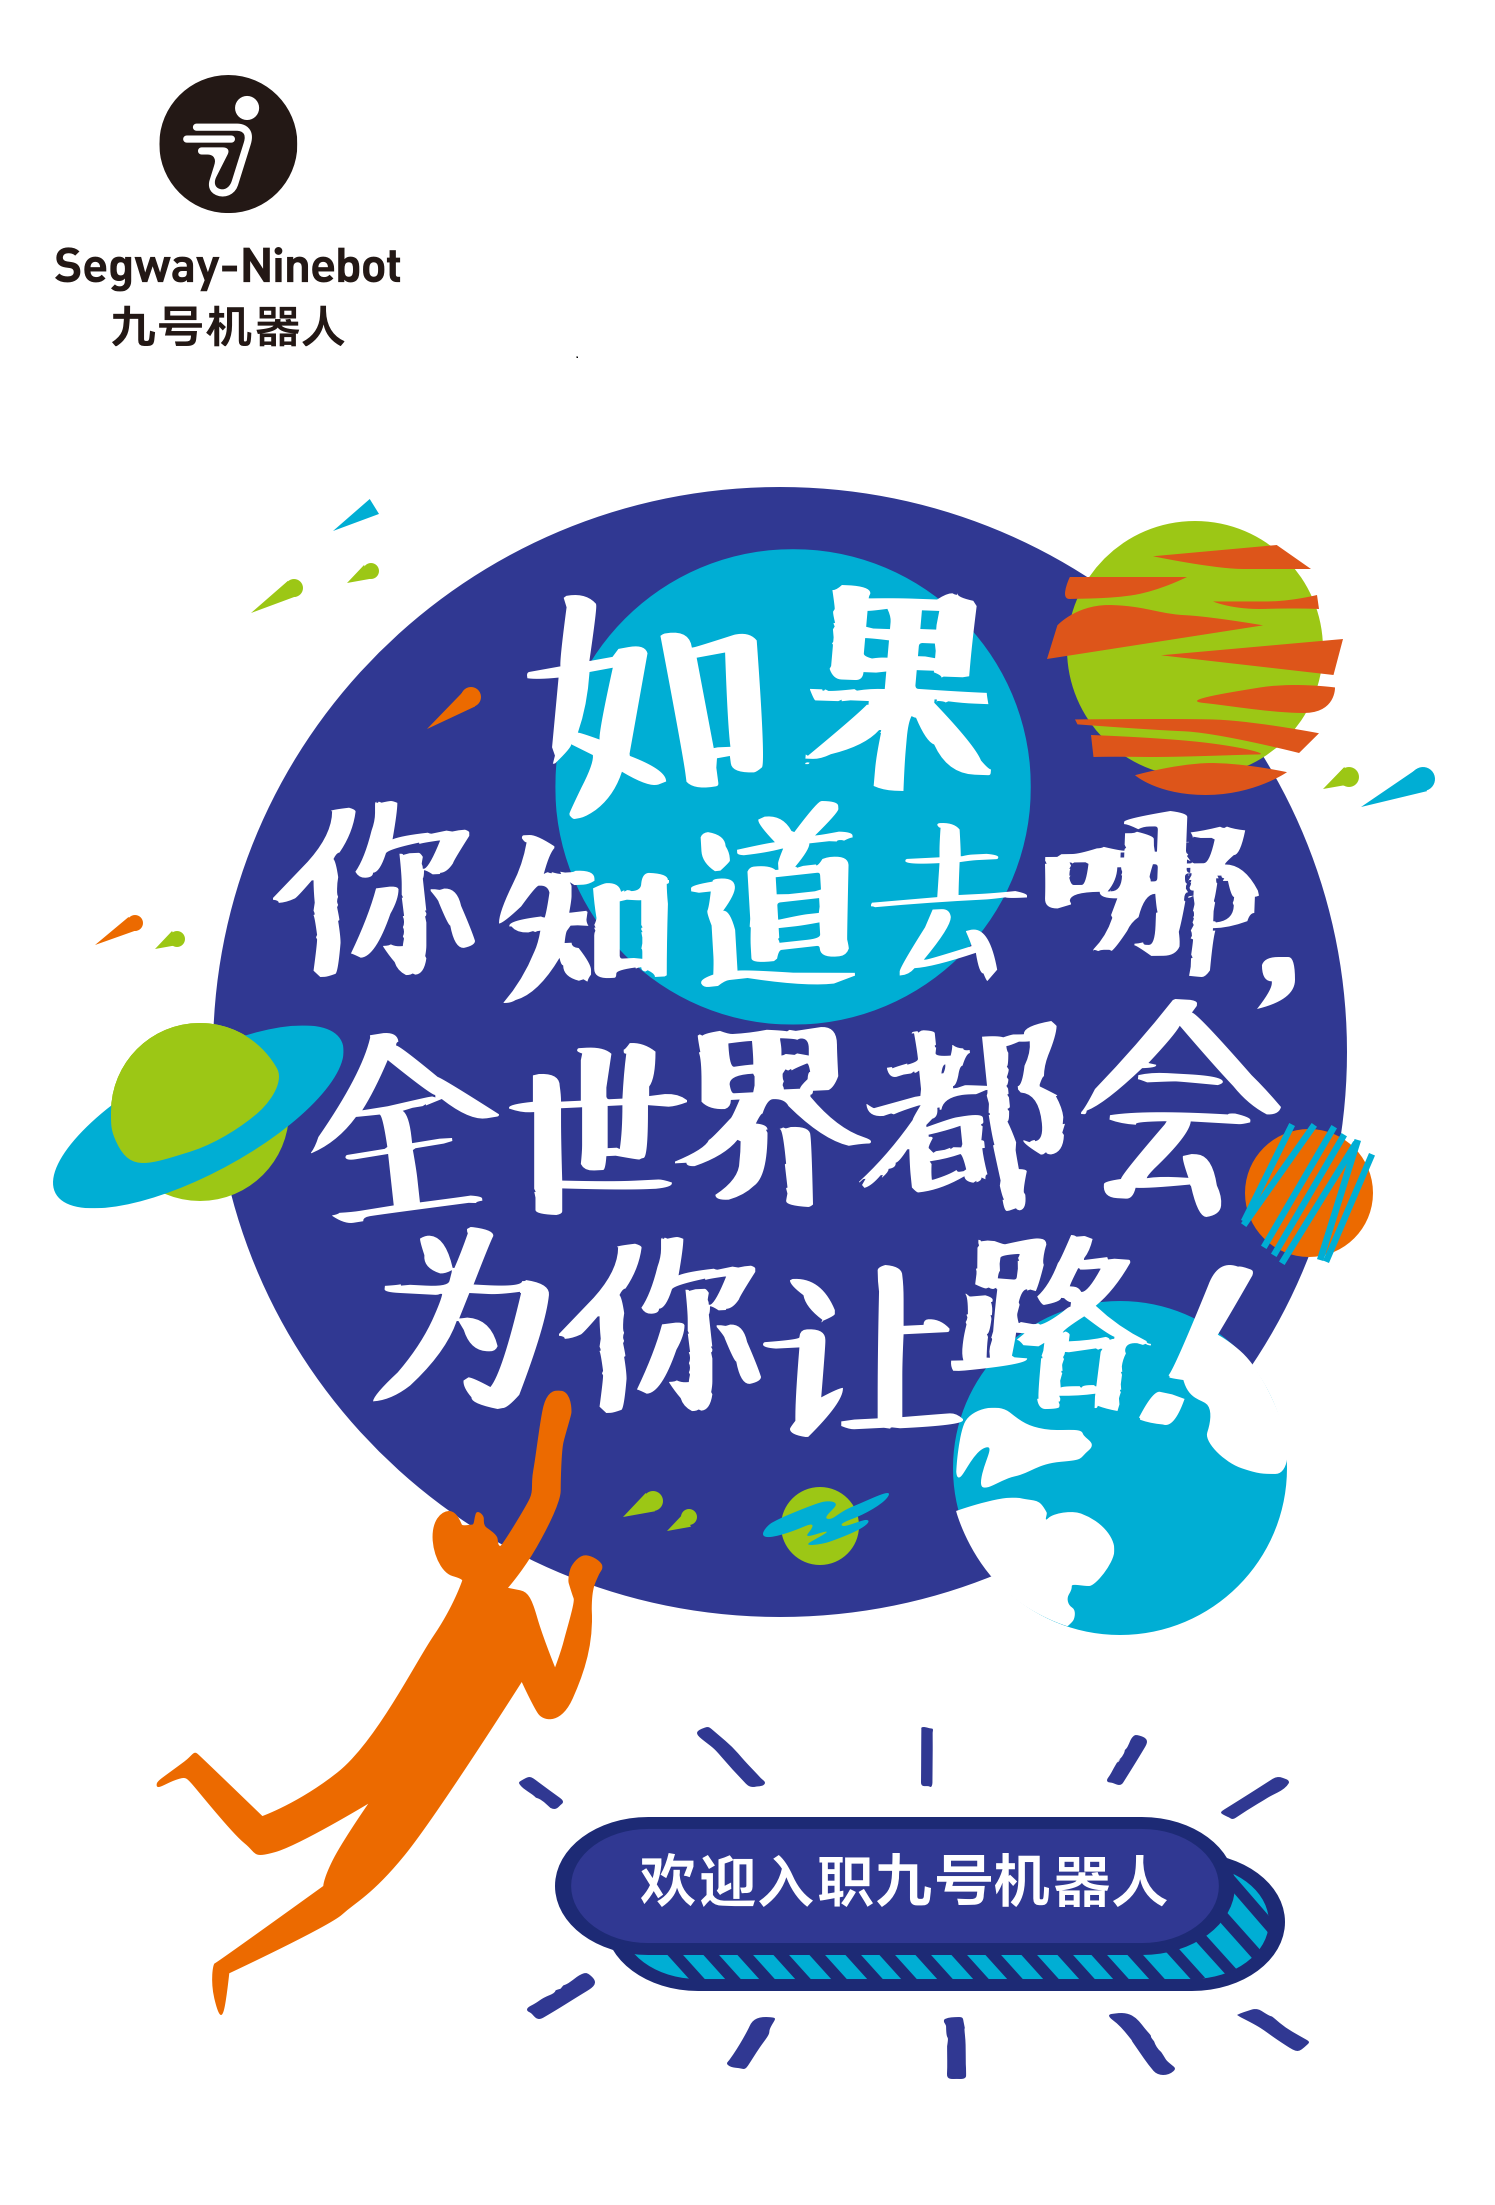 Segway-Ninebot
九号机器人
如果
你知道去哪，
全世界都会
为你让路！
欢迎入职九号机器人